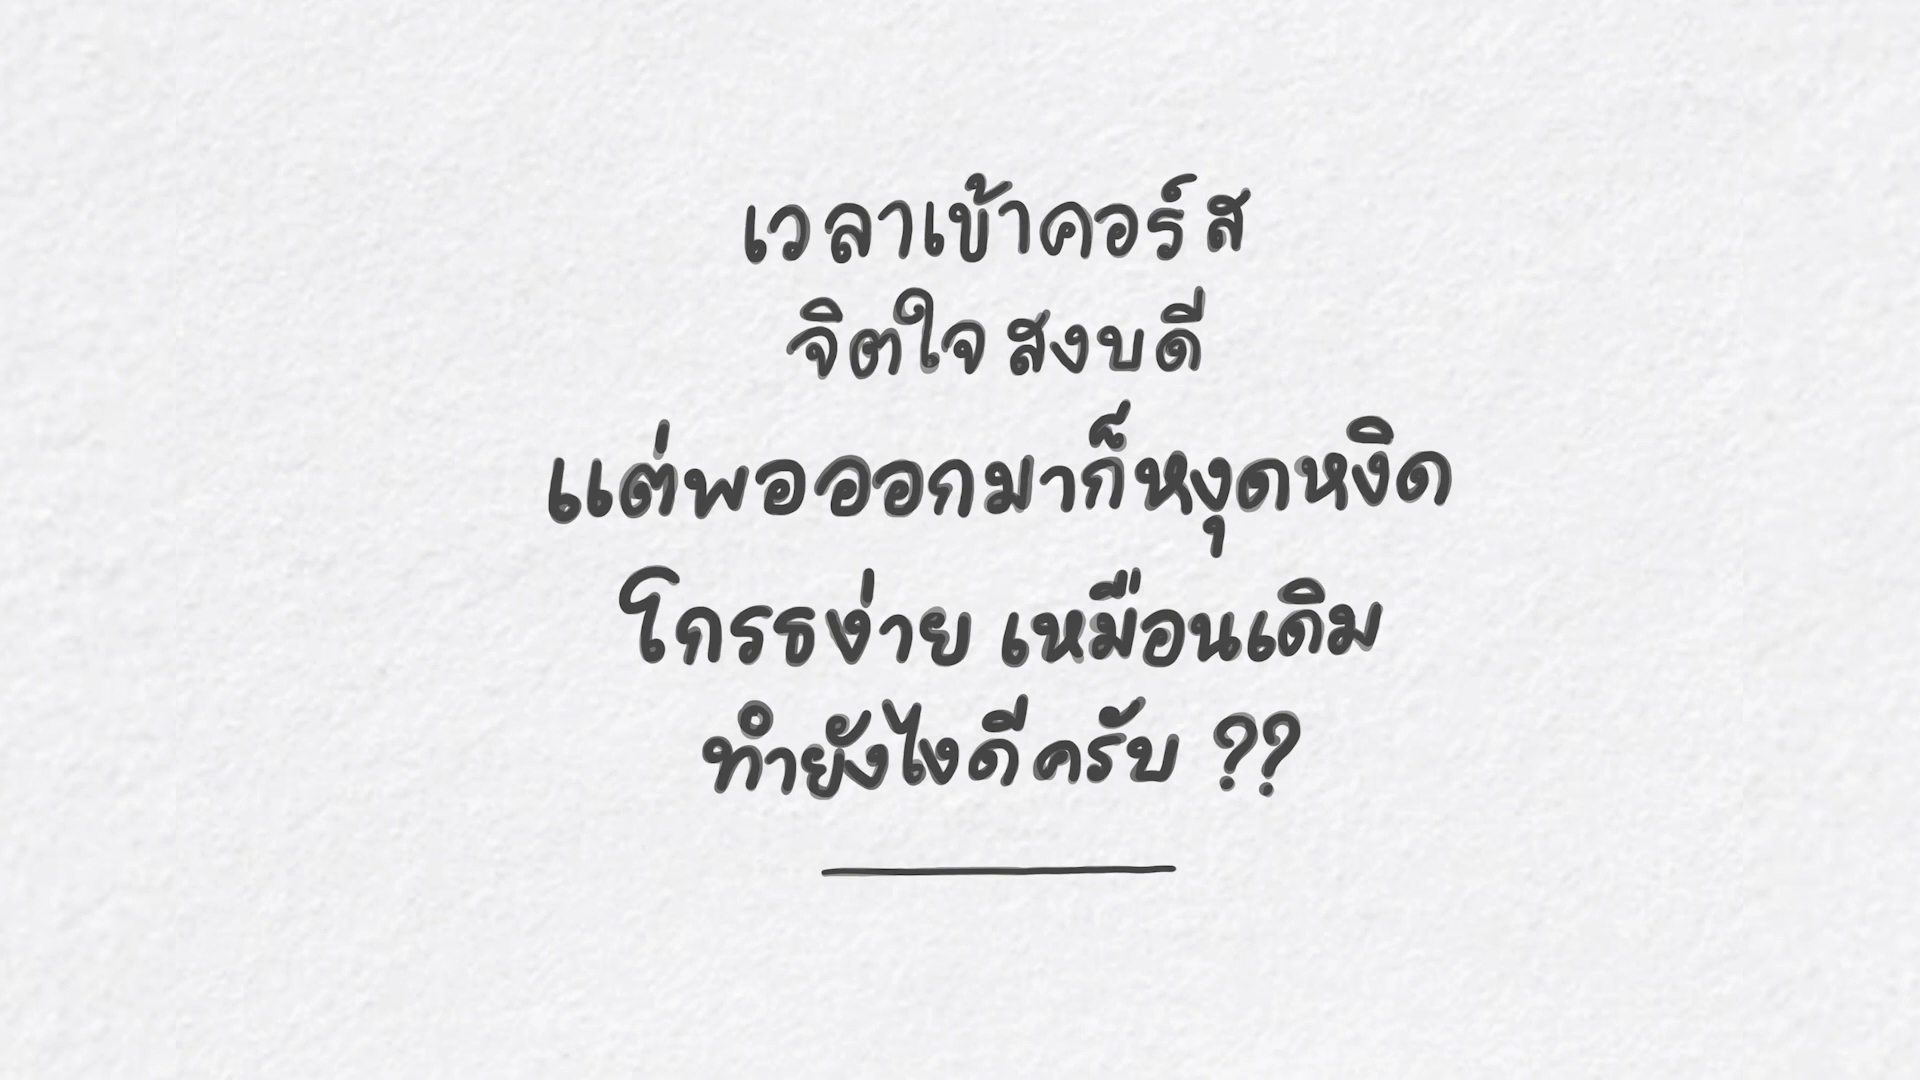 เวลาเข้าคอร์ส
จิตใจสงบดี
แต่พอออกมาก็หงุดหงิด
โกรธง่าย เหมือนเดิม
ทำยังไงดีครับ ??